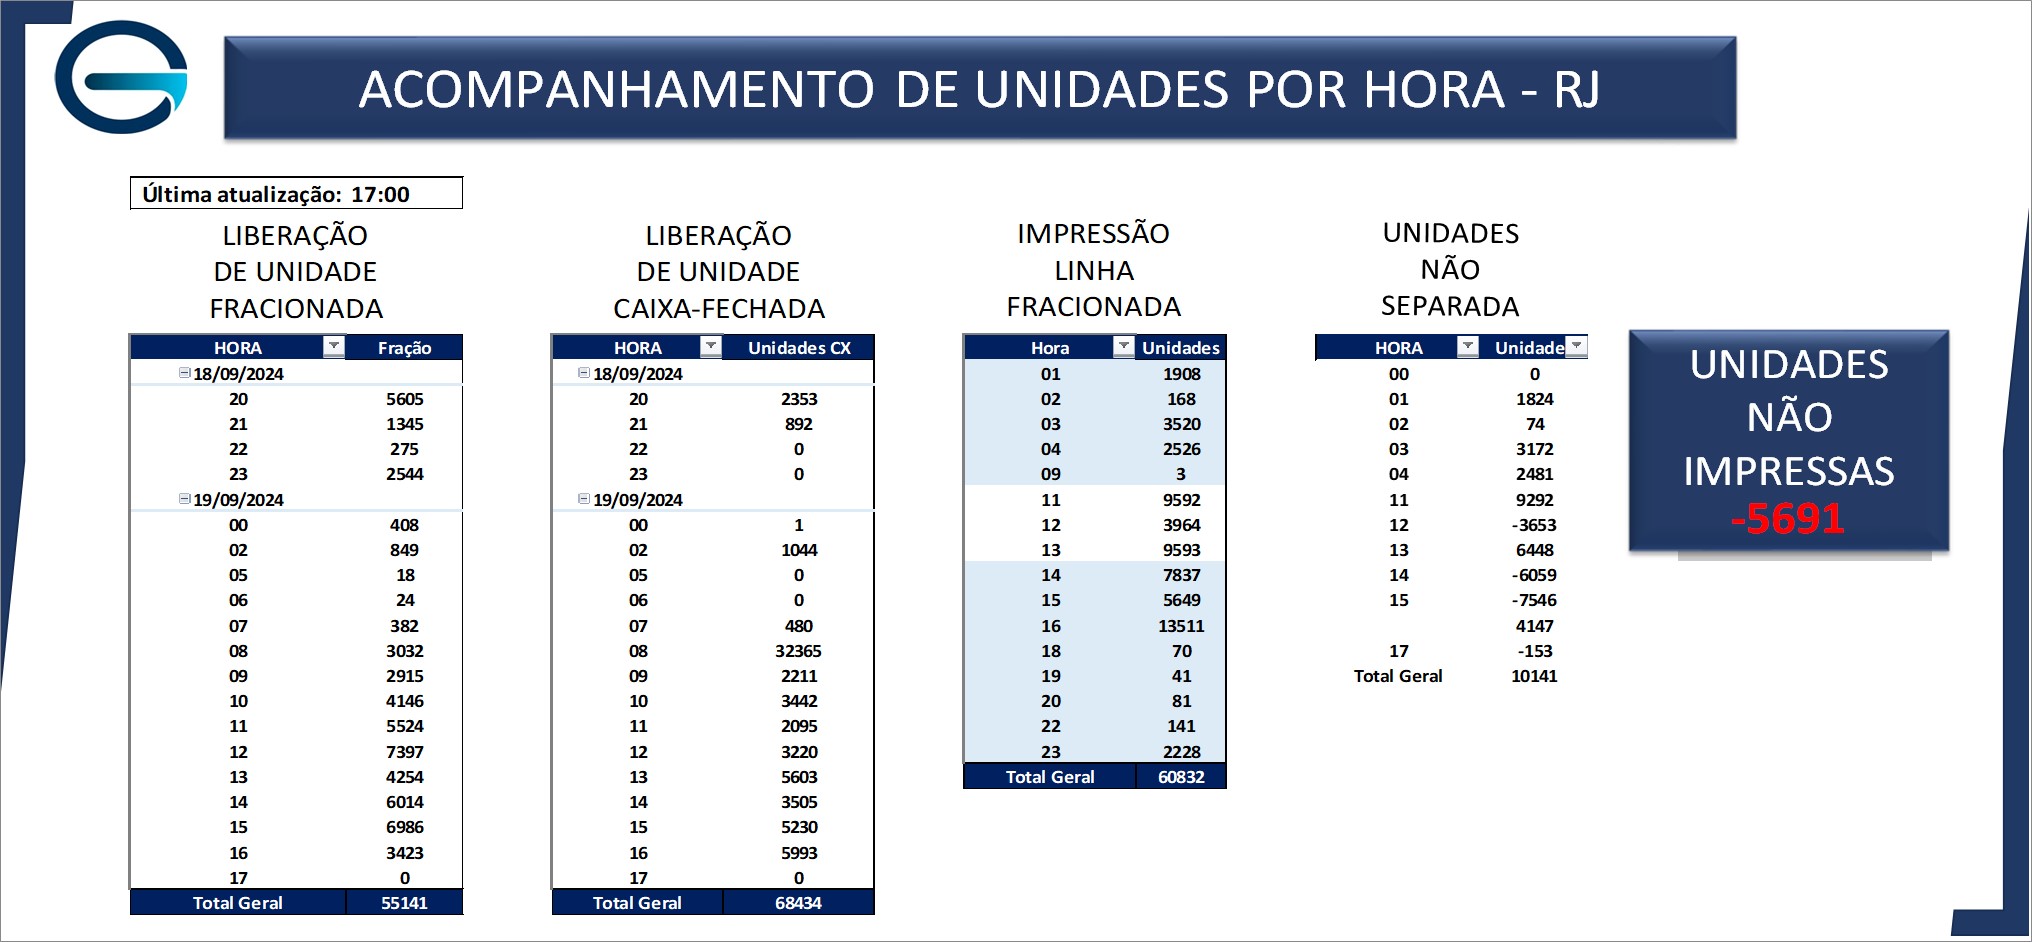 ACOMPANHAMENTO DE UNIDADES POR HORA - RJ
Última atualização: 17:00
LIBERAÇÃO
DE UNIDADE
FRACIONADA
HORA Fração
18/09/2024
20 5605
21 1345
22 275
23 2544
19/09/2024
00 408
02 849
05 18
06 24
07 382
08 3032
09 2915
10 4146
11 5524
12 7397
13 4254
14 6014
15 6986
16 3423
17 0
Total Geral 55141
LIBERAÇÃO
DE UNIDADE
CAIXA-FECHADA
HORA Unidades CX
18/09/2024
20 2353
21 892
22 0
23 0
19/09/2024
00 1
02 1044
05 0
06 0
07 480
08 32365
09 2211
10 3442
11 2095
12 3220
13 5603
14 3505
15 5230
16 5993
17 0
Total Geral 68434
IMPRESSÃO
LINHA
FRACIONADA
Hora Unidades
01 1908
02 168
03 3520
04 2526
09 3
11 9592
12 3964
13 9593
14 7837
15 5649
16 13511
18 70
19 41
20 81
22 141
23 2228
Total Geral 60832
UNIDADES
NÃO
SEPARADA
HORA Unidade
00 0
01 1824
02 74
03 3172
04 2481
11 9292
12 -3653
13 6448
14 -6059
15 -7546
4147
17 -153
Total Geral 10141
UNIDADES
NÃO
IMPRESSAS
-5691